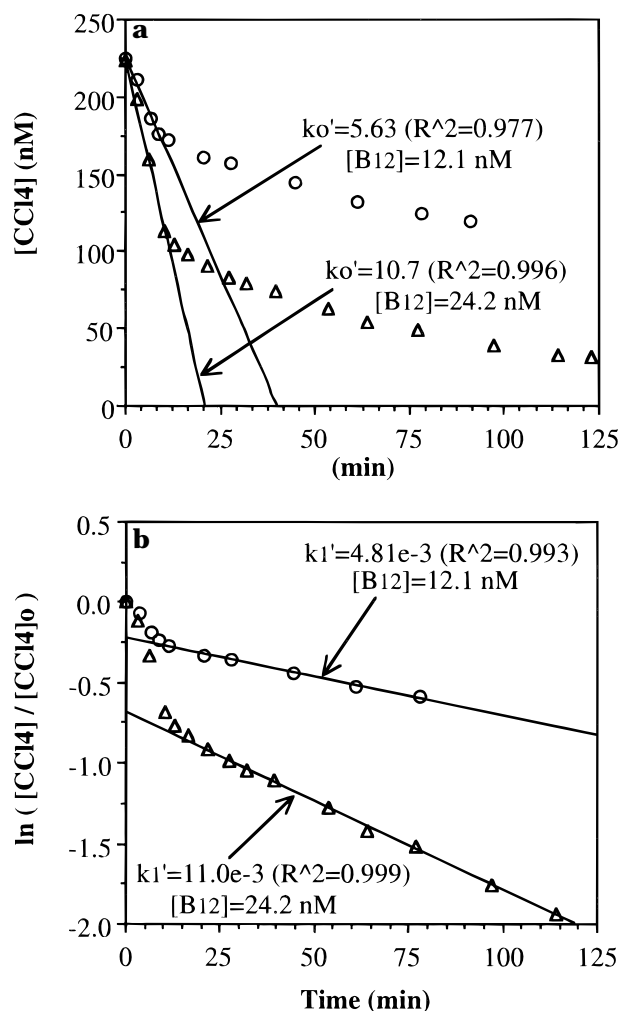 250
a
200
ko'=5.63 (R^2=0.977)
[B12]=12.1 nM
150
[CCl4] (nM)
100
ko'=10.7 (R^2=0.996)
[B12]=24.2 nM
50
0
0 25 50 75 100 125
(min)
0.5
b
k1'=4.81e-3 (R^2=0.993)
[B12]=12.1 nM
0.0
-0.5
ln ( [CCl4] / [CCl4]o )
-1.0
-1.5
k1'=11.0e-3 (R^2=0.999)
[B12]=24.2 nM
-2.0
0 25 50 75 100 125
Time (min)